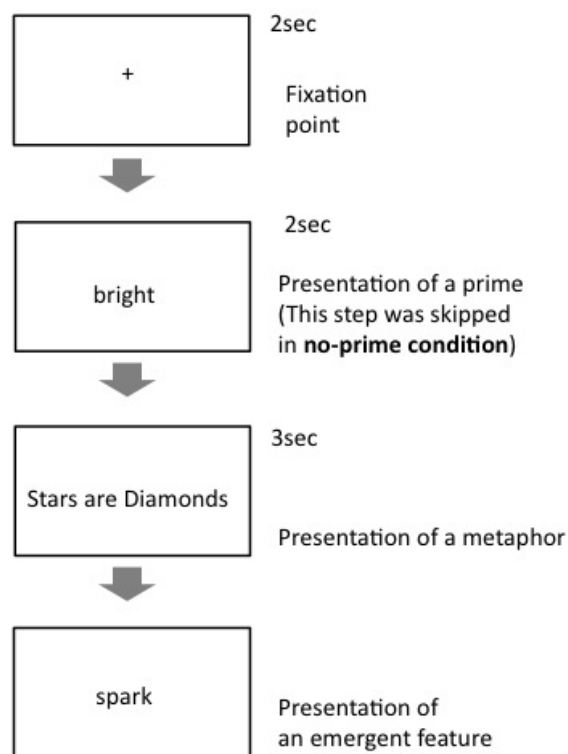 2sec
+
Fixation
point
2sec
bright
Presentation of a prime
(This step was skipped
in no-prime condition)
3sec
Stars are Diamonds
Presentation of a metaphor
spark
Presentation of
an emergent feature